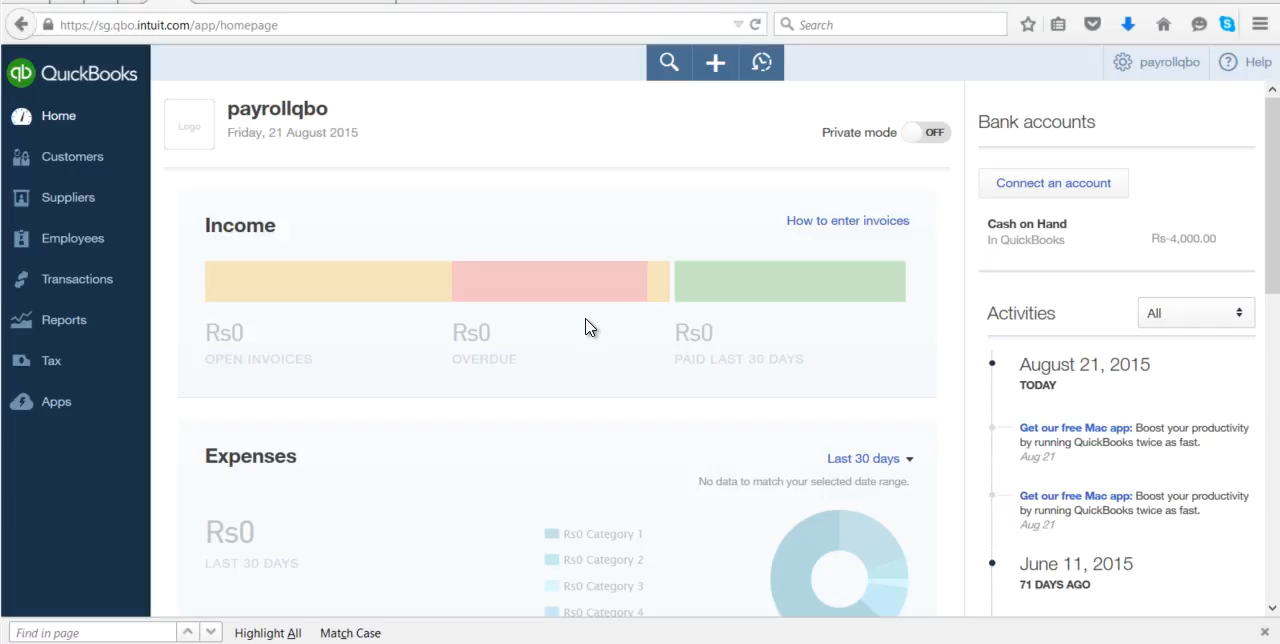 https://sg.qbo.intuit.com/app/homepage
Search
qb QuickBooks
payrollqbo
Help
Home
Customers
Suppliers
Employees
Transactions
Reports
Tax
Apps
Logo
payrollqbo
Friday, 21 August 2015
Private mode OFF
Income
How to enter invoices
Rs0
OPEN INVOICES
Rs0
OVERDUE
Rs0
PAID LAST 30 DAYS
Expenses
Last 30 days
No data to match your selected date range.
Rs0
LAST 30 DAYS
Rs0 Category 1
Rs0 Category 2
Rs0 Category 3
Rs0 Category 4
Bank accounts
Connect an account
Cash on Hand
In QuickBooks
Rs-4,000.00
Activities
All
August 21, 2015
TODAY
Get our free Mac app: Boost your productivity
by running QuickBooks twice as fast.
Aug 21
Get our free Mac app: Boost your productivity
by running QuickBooks twice as fast.
Aug 21
June 11, 2015
71 DAYS AGO
Find in page
Highlight All
Match Case